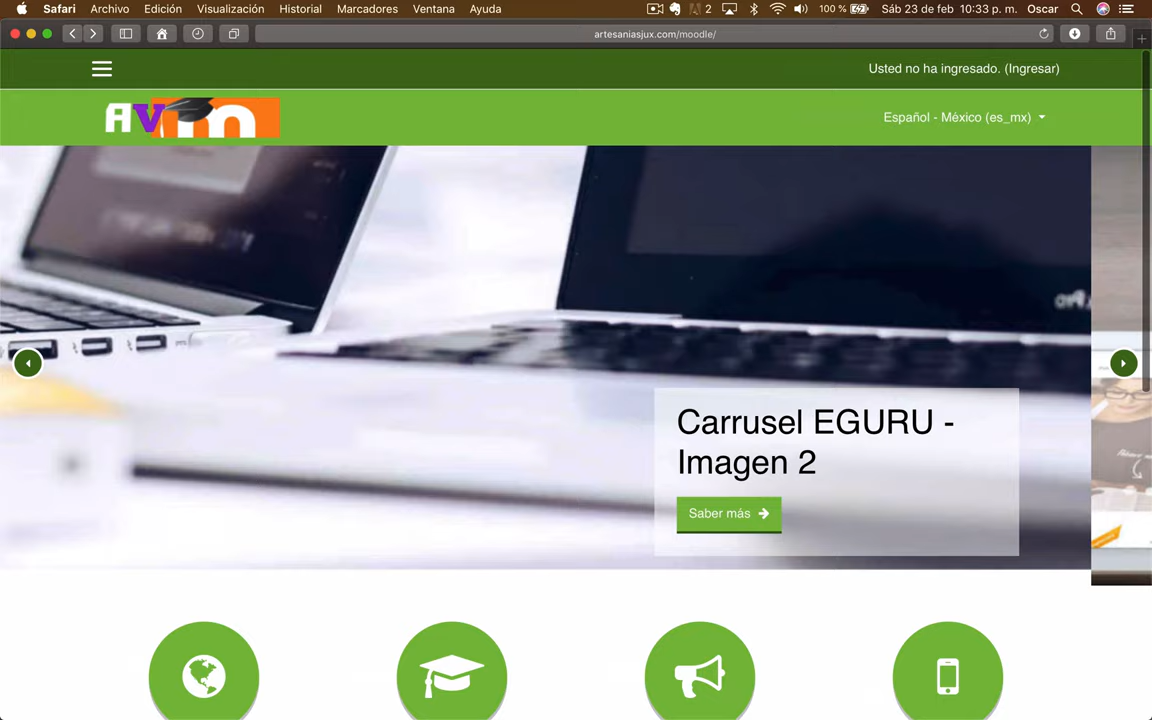 Safari Archivo Edición Visualización Historial Marcadores Ventana Ayuda 2 100 % Sáb 23 de feb 10:33 p. m. Oscar
artesaniasjux.com/moodle/
Usted no ha ingresado. (Ingresar)
AVim
Español - México (es_mx)
Carrusel EGURU -
Imagen 2
Saber más